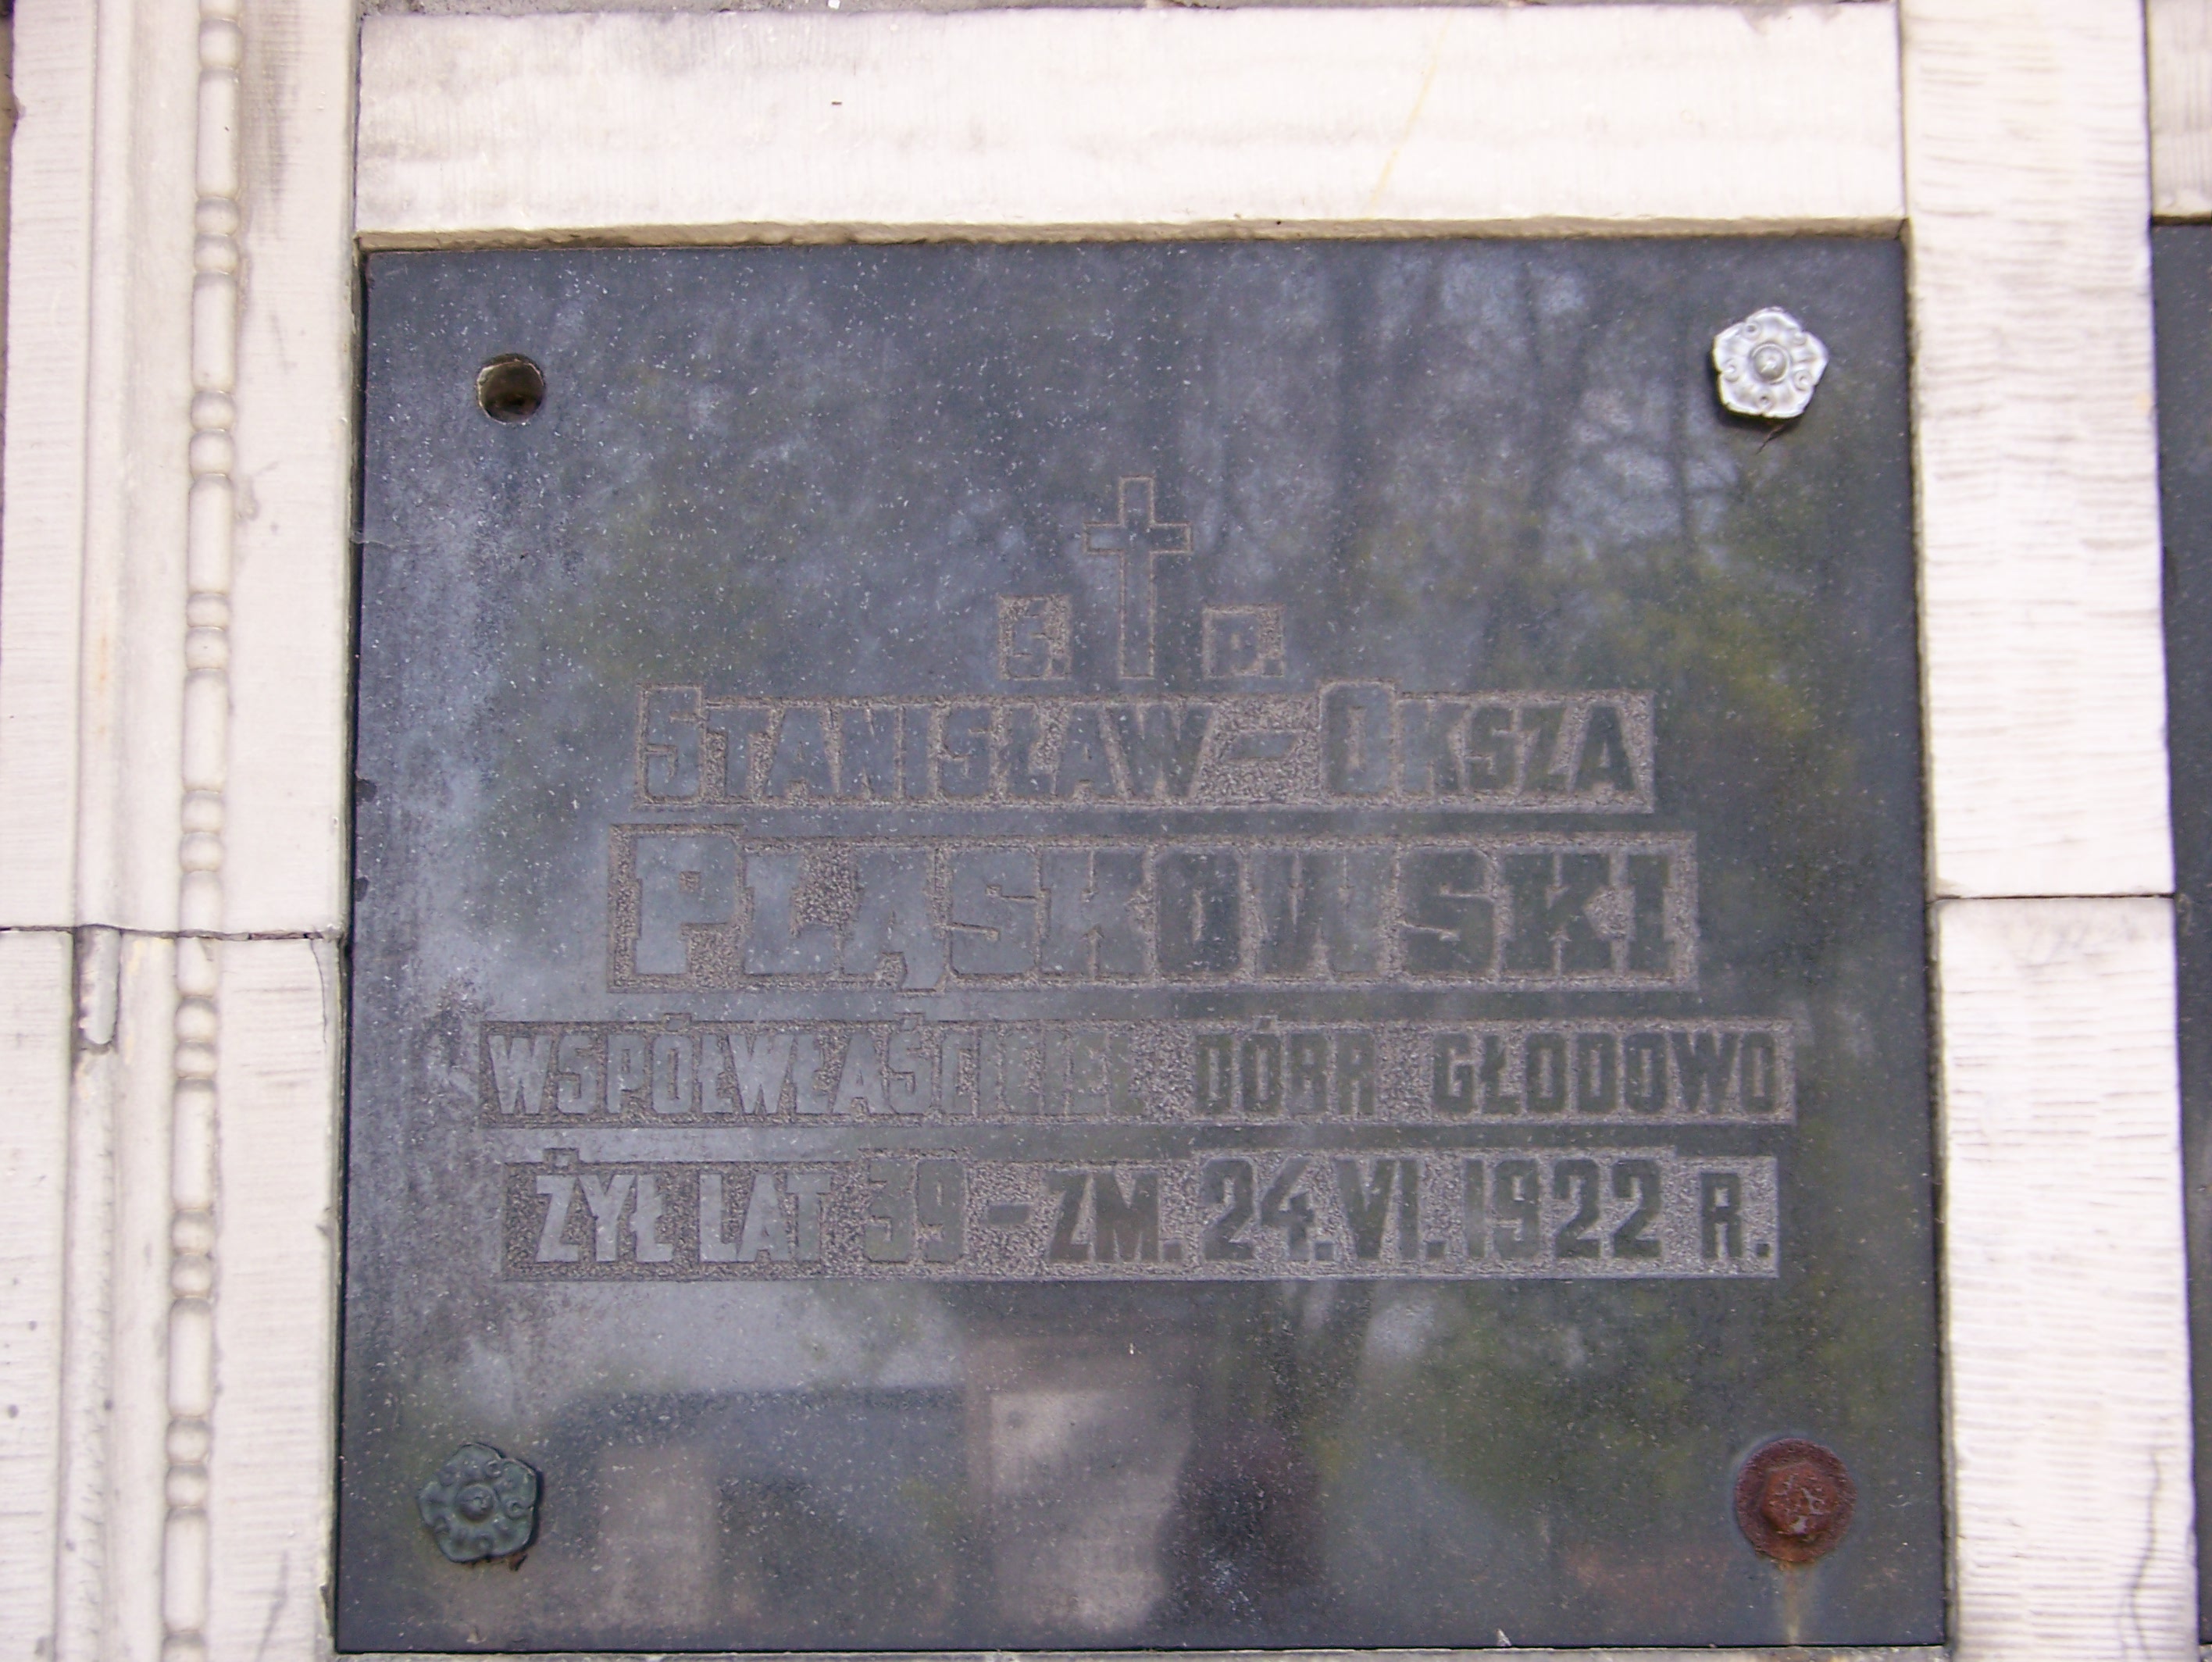 Ś. P.
STANISŁAW-OKSZA
PLĄSKOWSKI
WSPÓŁWŁAŚCICIEL DÓBR GŁODOWO
ŻYŁ LAT 39-ZM. 24.VI.1922 R.